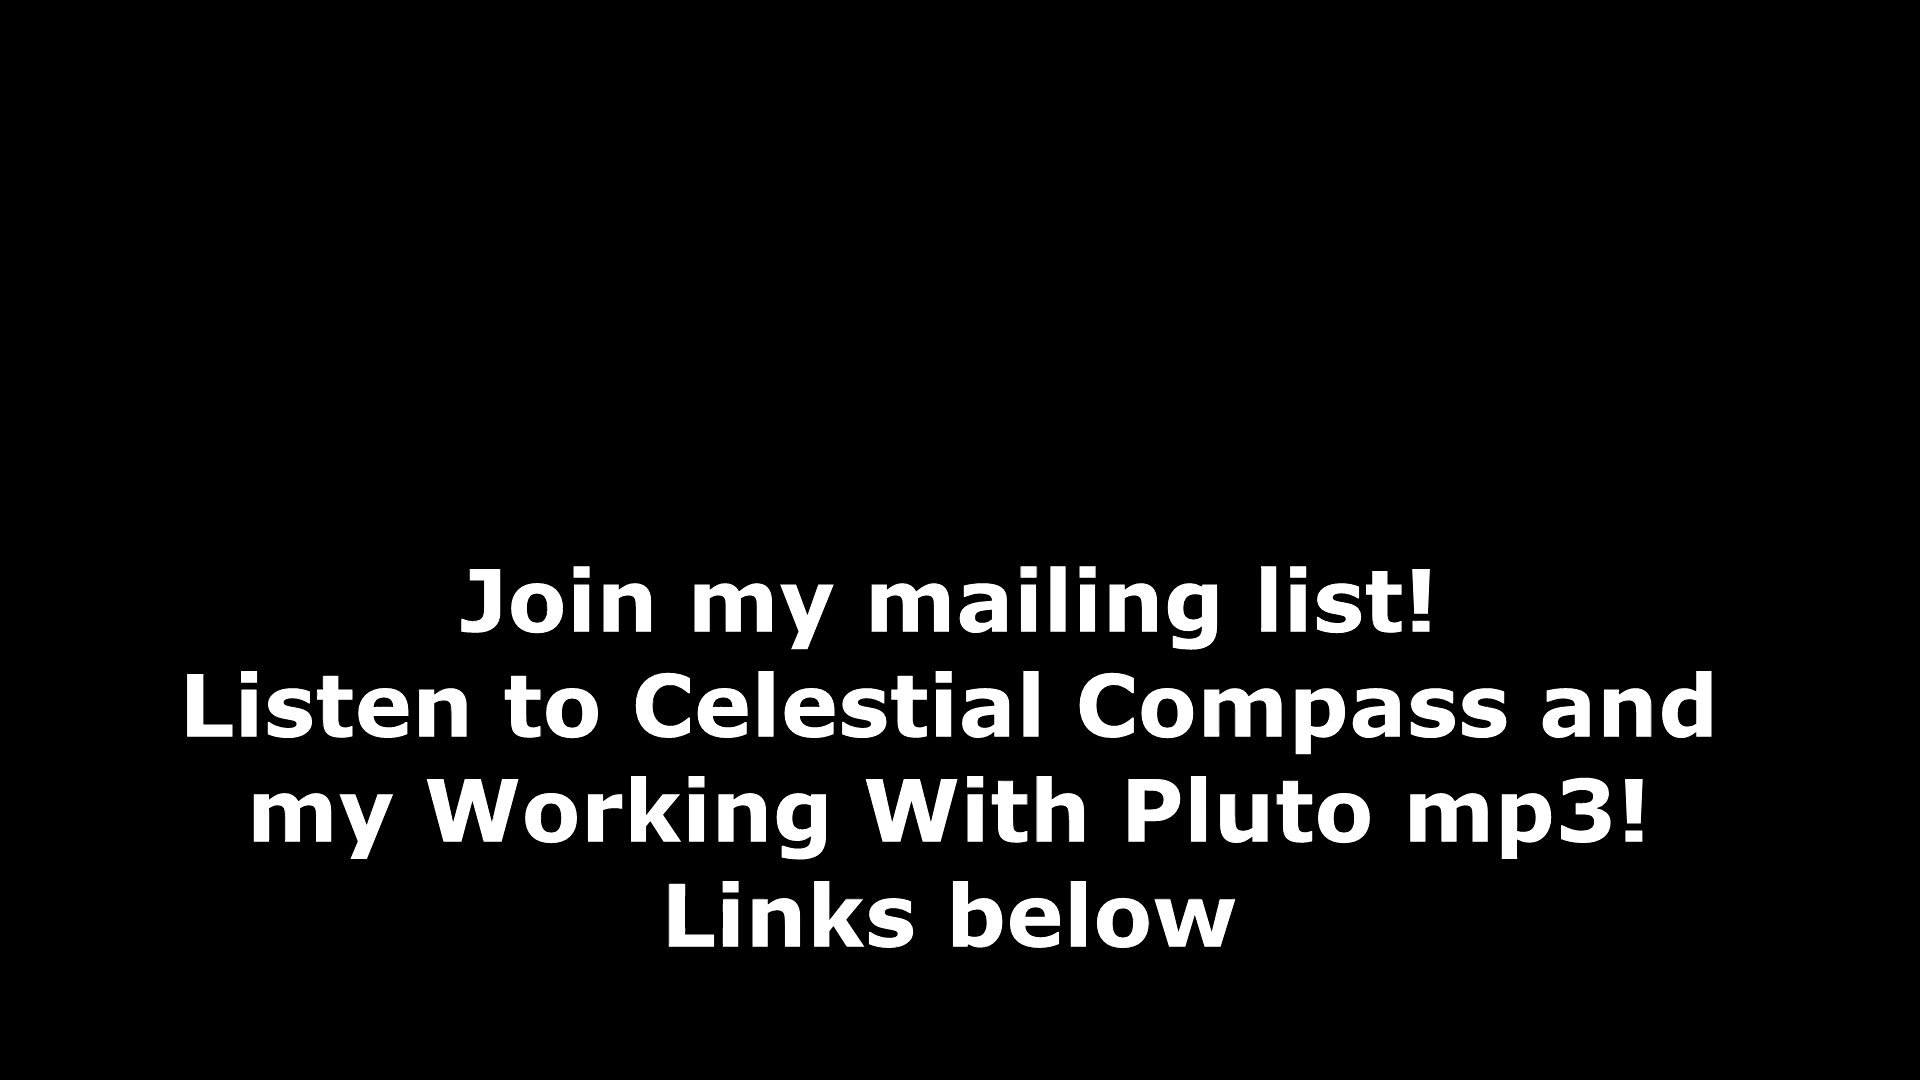 Join my mailing list!
Listen to Celestial Compass and
my Working With Pluto mp3!
Links below